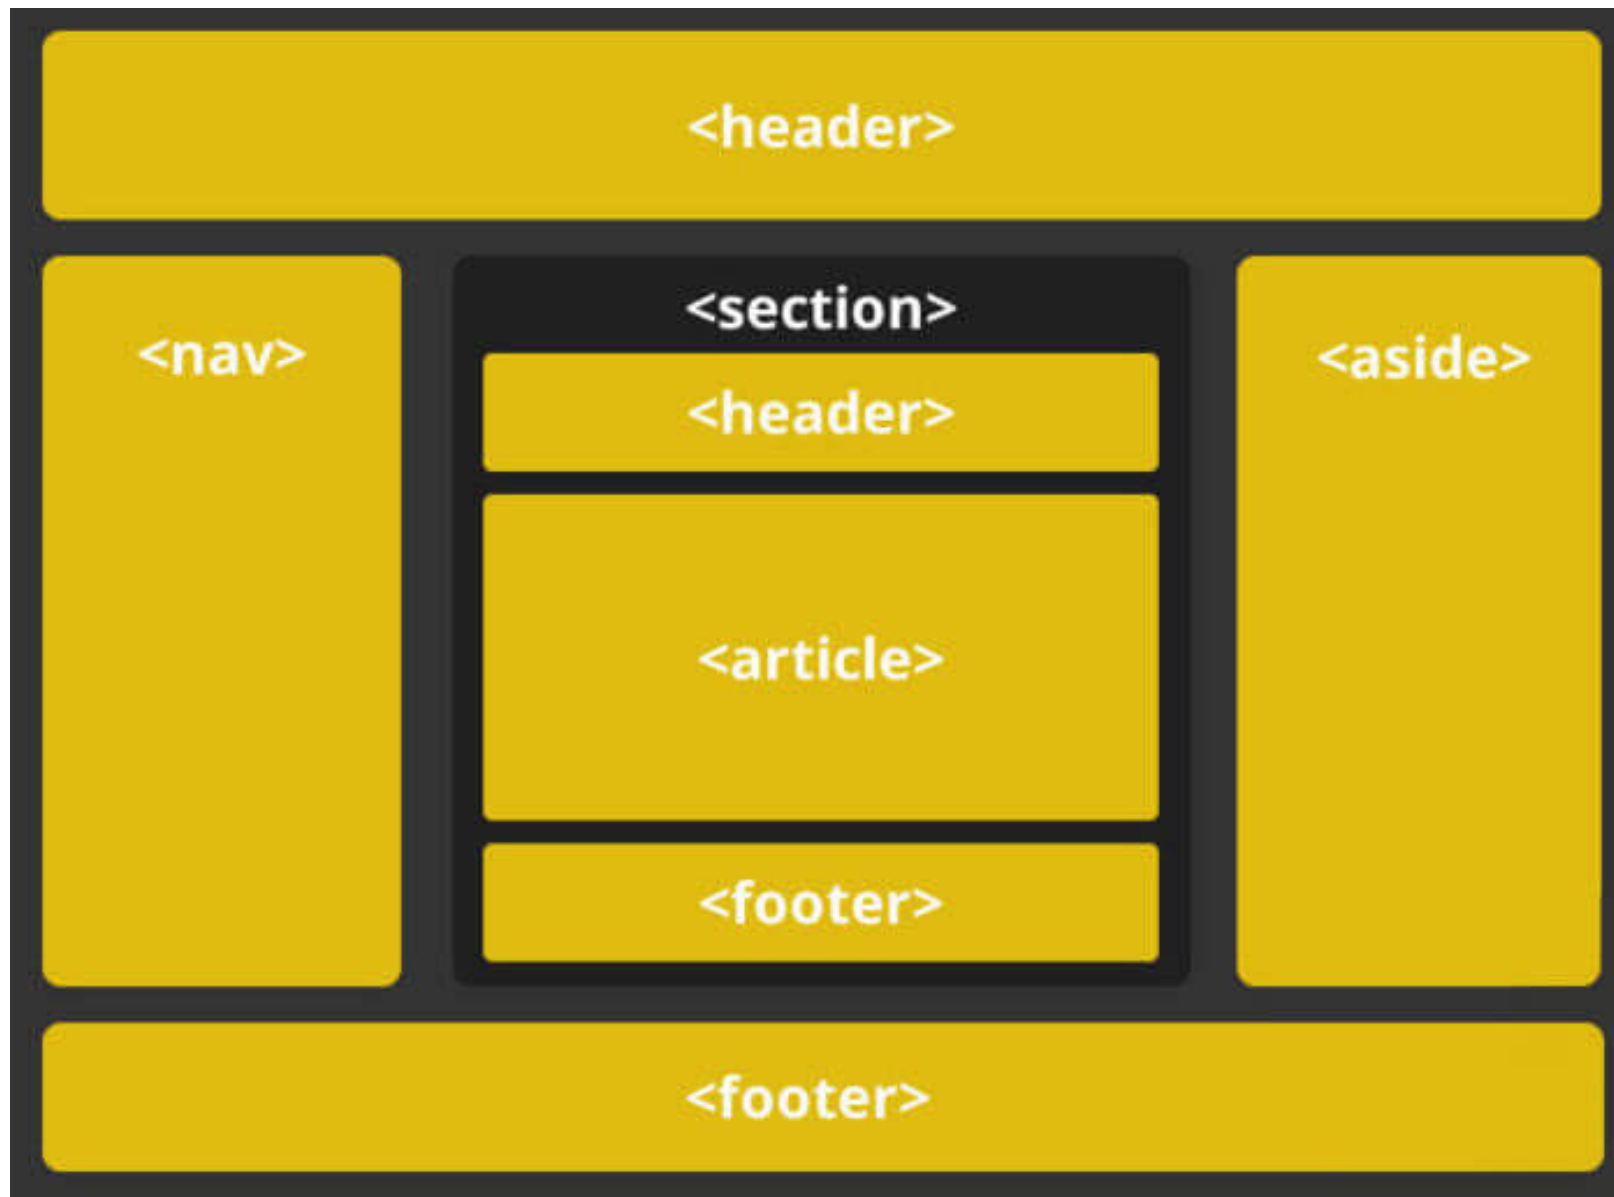 <header>
<nav>
<section>
<header>
<article>
<footer>
<aside>
<footer>